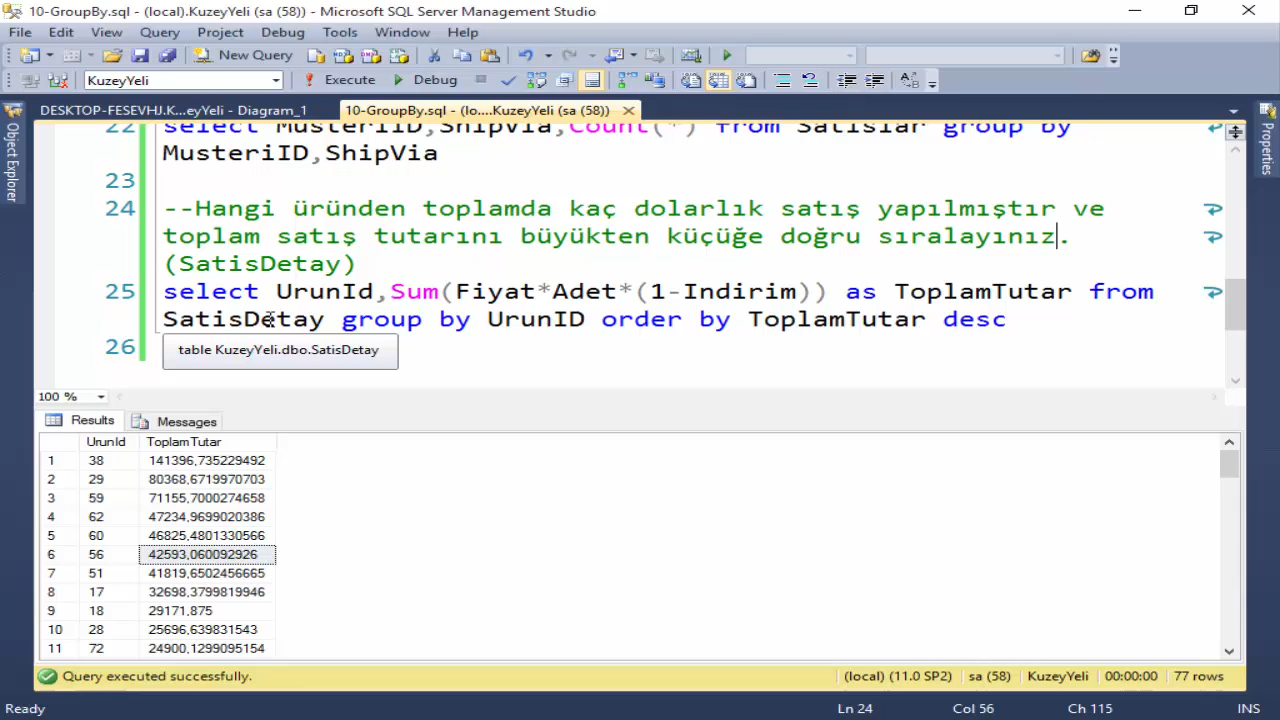 10-GroupBy.sql - (local).KuzeyYeli (sa (58)) - Microsoft SQL Server Management Studio
File Edit View Query Project Debug Tools Window Help
New Query
KuzeyYeli Execute Debug
DESKTOP-FESEVHJ.K...eyYeli - Diagram_1 10-GroupBy.sql - (lo....KuzeyYeli (sa (58))
Object Explorer
Properties
22 select MusteriID,ShipVia,Count(*) from Satislar group by
MusteriID,ShipVia
23
24 --Hangi üründen toplamda kaç dolarlık satış yapılmıştır ve
toplam satış tutarını büyükten küçüğe doğru sıralayınız.
(SatisDetay)
25 select UrunId,Sum(Fiyat*Adet*(1-Indirim)) as ToplamTutar from
SatisDetay group by UrunID order by ToplamTutar desc
26
table KuzeyYeli.dbo.SatisDetay
100 %
Results Messages
UrunId ToplamTutar
1 38 141396,735229492
2 29 80368,6719970703
3 59 71155,7000274658
4 62 47234,9699020386
5 60 46825,4801330566
6 56 42593,060092926
7 51 41819,6502456665
8 17 32698,3799819946
9 18 29171,875
10 28 25696,639831543
11 72 24900,1299095154
Query executed successfully. (local) (11.0 SP2) sa (58) KuzeyYeli 00:00:00 77 rows
Ready Ln 24 Col 56 Ch 115 INS